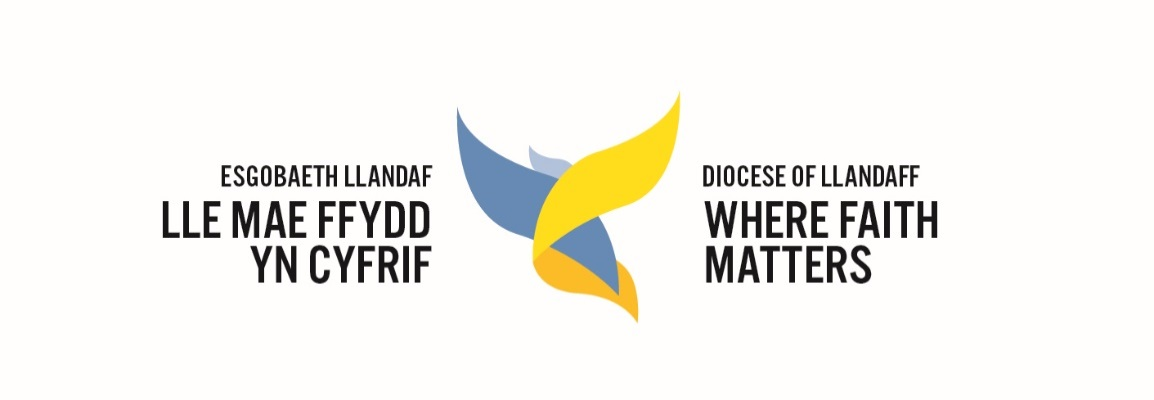 ESGOBAETH LLANDAF
LLE MAE FFYDD
YN CYFRIF
DIOCESE OF LLANDAFF
WHERE FAITH
MATTERS